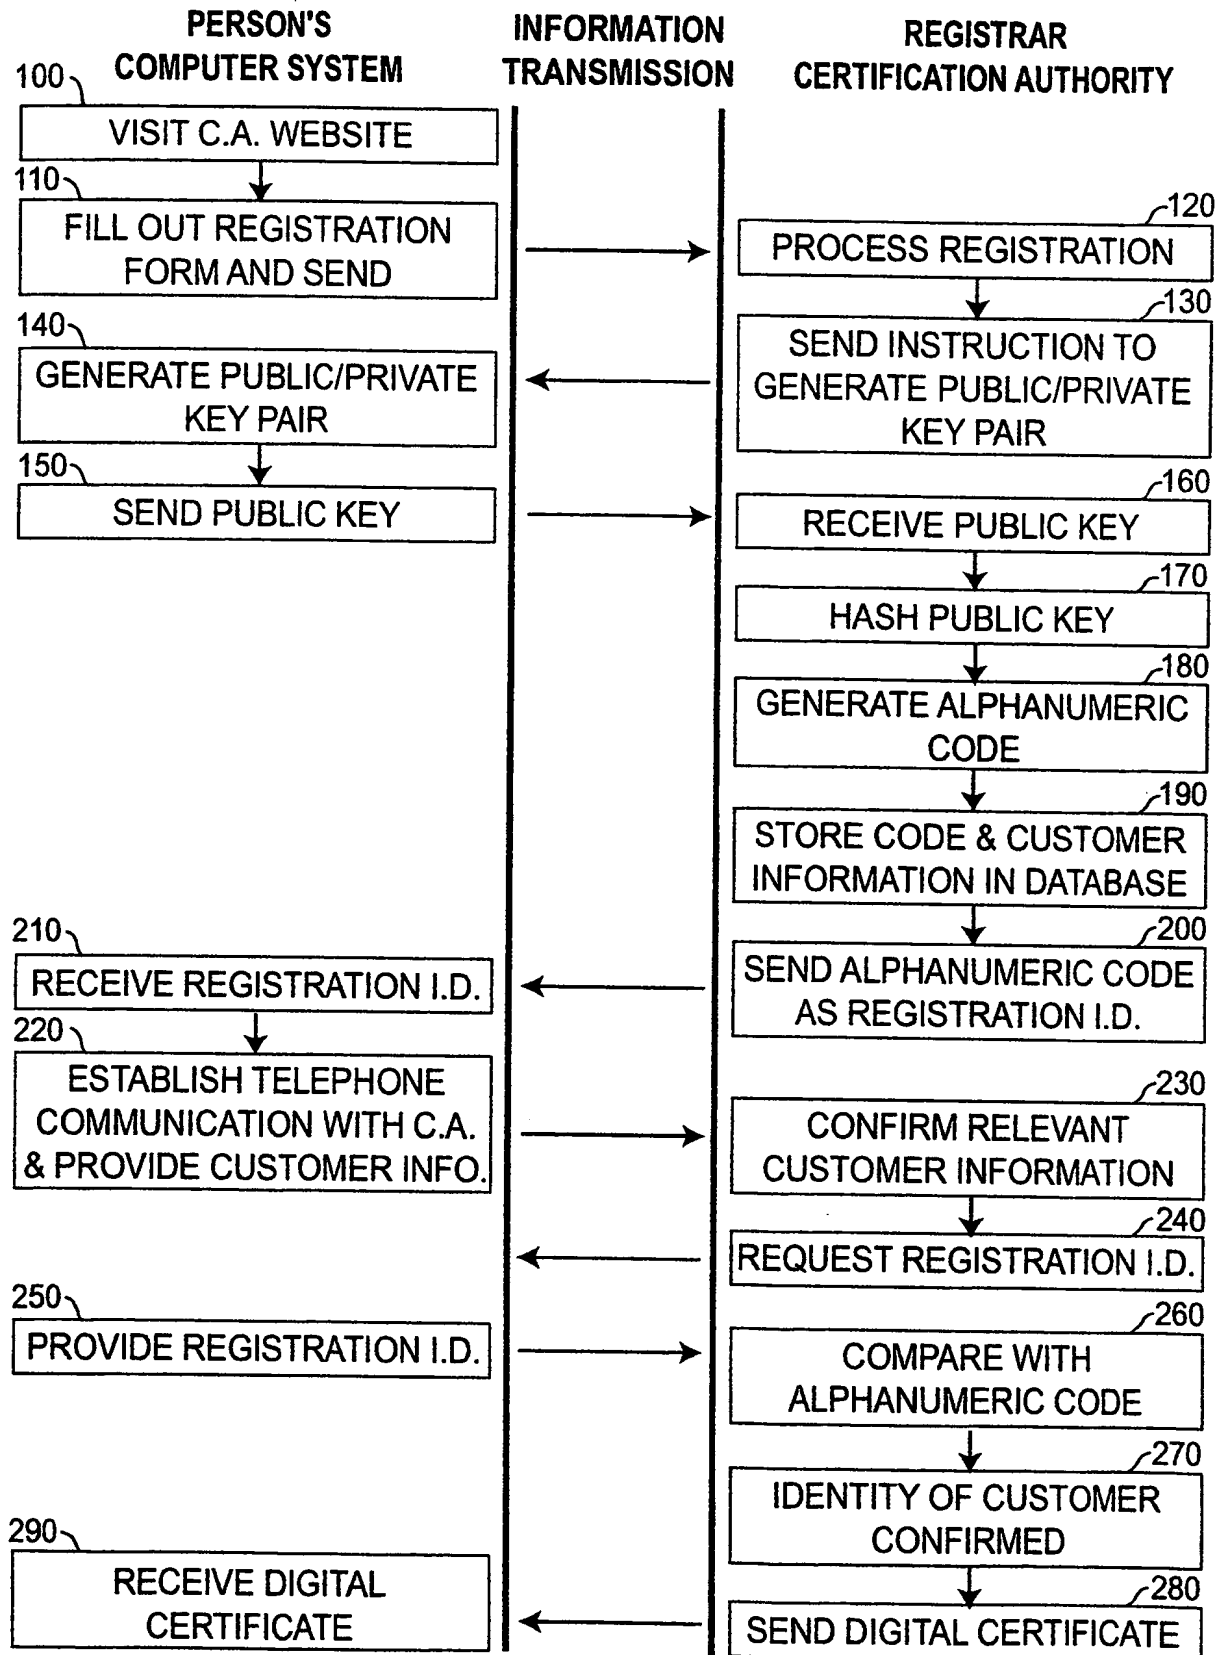 PERSON'S
COMPUTER SYSTEM
INFORMATION
TRANSMISSION
REGISTRAR
CERTIFICATION AUTHORITY
100
VISIT C.A. WEBSITE
110
FILL OUT REGISTRATION
FORM AND SEND
120
PROCESS REGISTRATION
130
SEND INSTRUCTION TO
GENERATE PUBLIC/PRIVATE
KEY PAIR
140
GENERATE PUBLIC/PRIVATE
KEY PAIR
150
SEND PUBLIC KEY
160
RECEIVE PUBLIC KEY
170
HASH PUBLIC KEY
180
GENERATE ALPHANUMERIC
CODE
190
STORE CODE & CUSTOMER
INFORMATION IN DATABASE
200
SEND ALPHANUMERIC CODE
AS REGISTRATION I.D.
210
RECEIVE REGISTRATION I.D.
220
ESTABLISH TELEPHONE
COMMUNICATION WITH C.A.
& PROVIDE CUSTOMER INFO.
230
CONFIRM RELEVANT
CUSTOMER INFORMATION
240
REQUEST REGISTRATION I.D.
250
PROVIDE REGISTRATION I.D.
260
COMPARE WITH
ALPHANUMERIC CODE
270
IDENTITY OF CUSTOMER
CONFIRMED
280
SEND DIGITAL CERTIFICATE
290
RECEIVE DIGITAL
CERTIFICATE